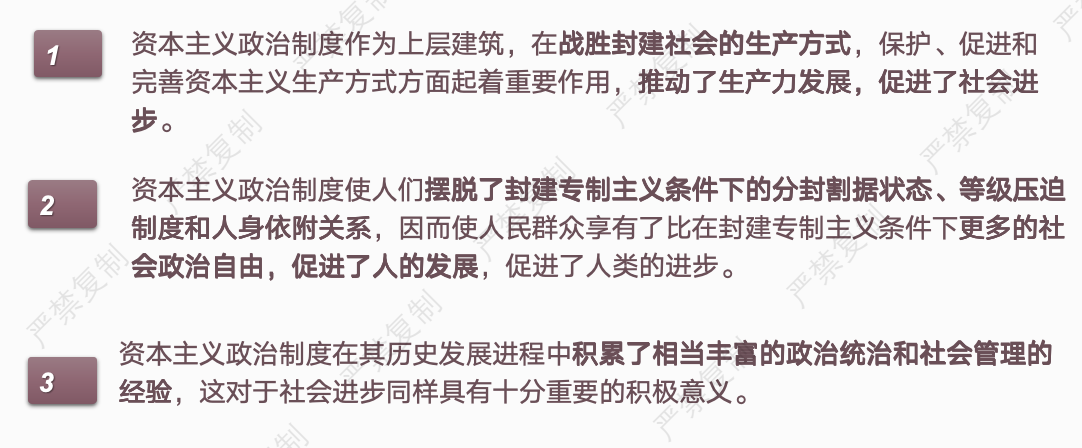 1
资本主义政治制度作为上层建筑，在战胜封建社会的生产方式，保护、促进和
完善资本主义生产方式方面起着重要作用，推动了生产力发展，促进了社会进
步。
2
资本主义政治制度使人们摆脱了封建专制主义条件下的分封割据状态、等级压迫
制度和人身依附关系，因而使人民群众享有了比在封建专制主义条件下更多的社
会政治自由，促进了人的发展，促进了人类的进步。
3
资本主义政治制度在其历史发展进程中积累了相当丰富的政治统治和社会管理的
经验，这对于社会进步同样具有十分重要的积极意义。
严禁复制
严禁复制
严禁复制
严禁复制
严禁复制
严禁复制
严禁复制
严禁复制
严禁复制